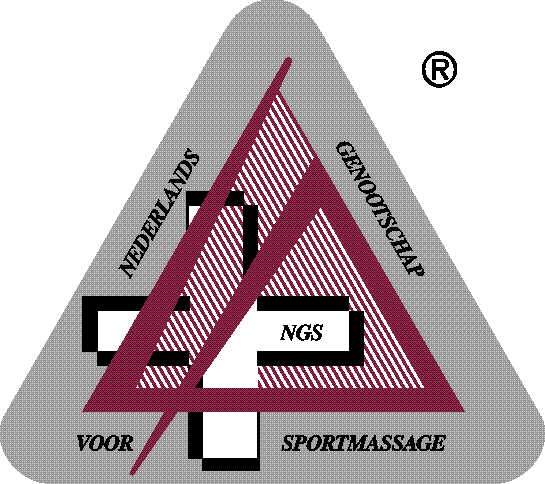 ®
NEDERLANDS
GENOOTSCHAP
NGS
VOOR SPORTMASSAGE